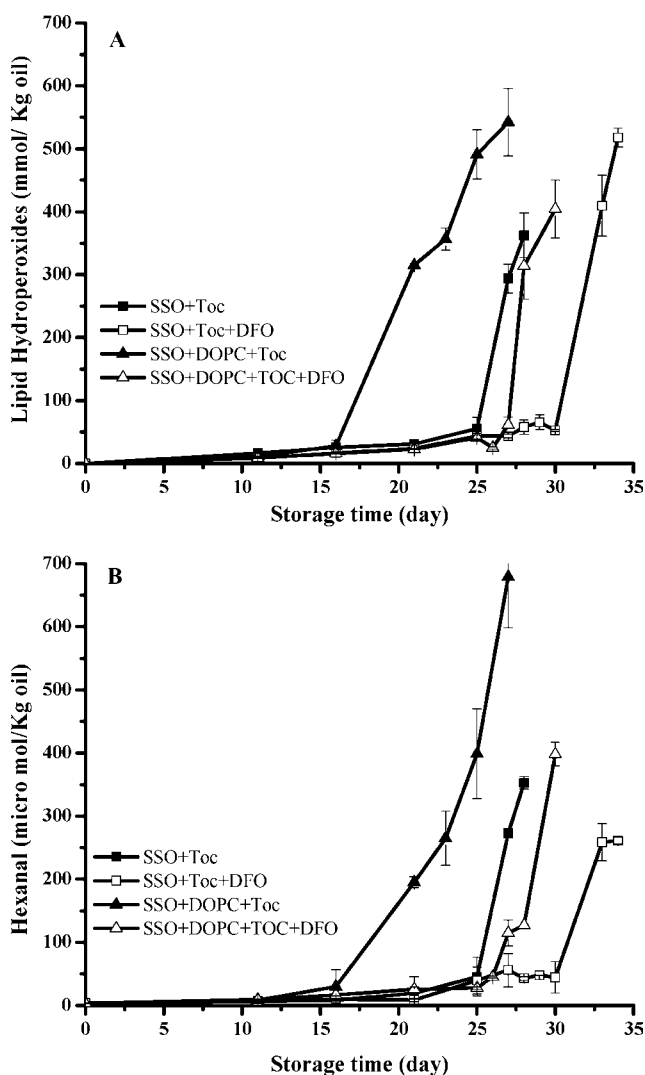 A
Lipid Hydroperoxides (mmol/ Kg oil)
700
600
500
400
300
200
100
0
SSO+Toc
SSO+Toc+DFO
SSO+DOPC+Toc
SSO+DOPC+TOC+DFO
0 5 10 15 20 25 30 35
Storage time (day)
B
Hexanal (micro mol/Kg oil)
700
600
500
400
300
200
100
0
SSO+Toc
SSO+Toc+DFO
SSO+DOPC+Toc
SSO+DOPC+TOC+DFO
0 5 10 15 20 25 30 35
Storage time (day)